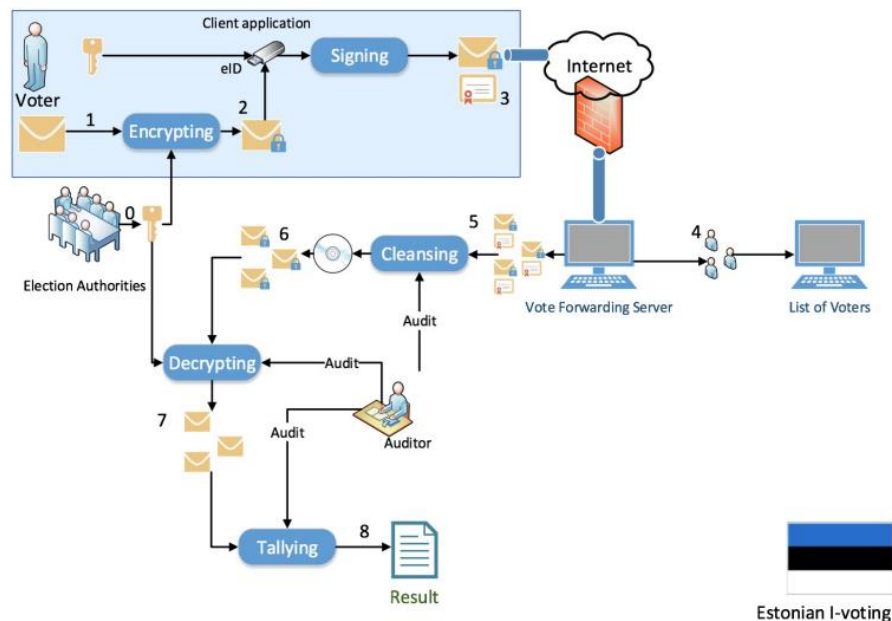 Client application
Voter
eID
Signing
3
Internet
1
Encrypting
2
0
Election Authorities
6
Cleansing
5
4
Vote Forwarding Server
List of Voters
Audit
Decrypting
Audit
7
Audit
Auditor
Tallying
8
Result
Estonian I-voting